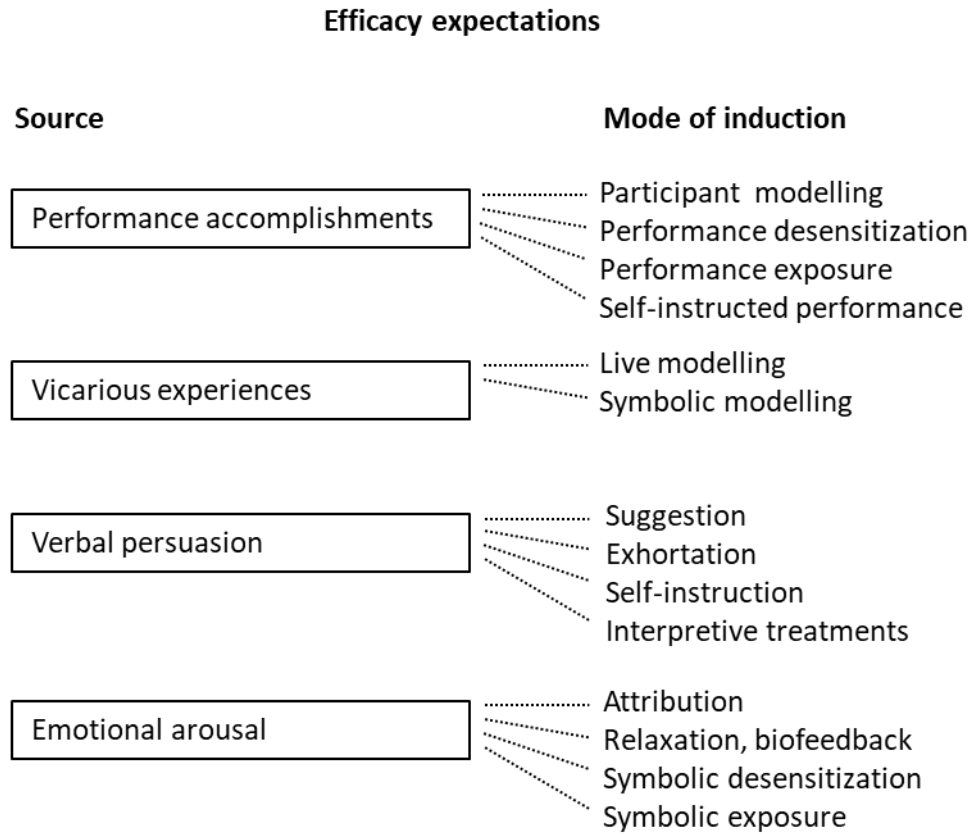 Efficacy expectations
Source
Mode of induction
Performance accomplishments
Participant modelling
Performance desensitization
Performance exposure
Self-instructed performance
Vicarious experiences
Live modelling
Symbolic modelling
Verbal persuasion
Suggestion
Exhortation
Self-instruction
Interpretive treatments
Emotional arousal
Attribution
Relaxation, biofeedback
Symbolic desensitization
Symbolic exposure